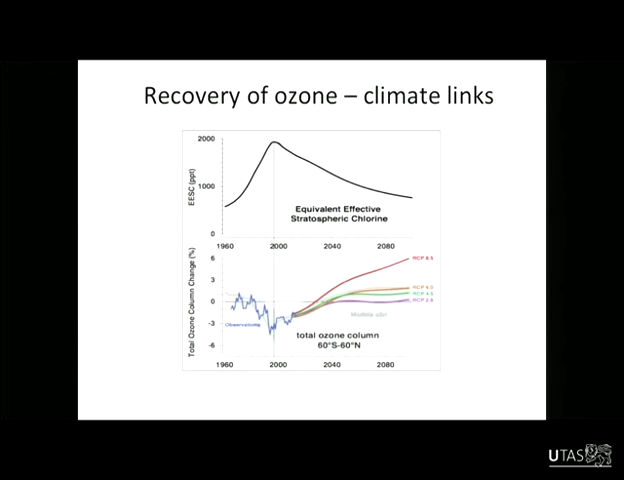 Recovery of ozone – climate links
2000
1000
0
EESC (ppt)
Equivalent Effective
Stratospheric Chlorine
1960 2000 2040 2080
Total Ozone Column Change (%)
6
3
0
-3
-6
RCP 8.5
RCP 6.0
RCP 4.5
RCP 2.6
Observations
total ozone column
60°S-60°N
1960 2000 2040 2080
UTAS